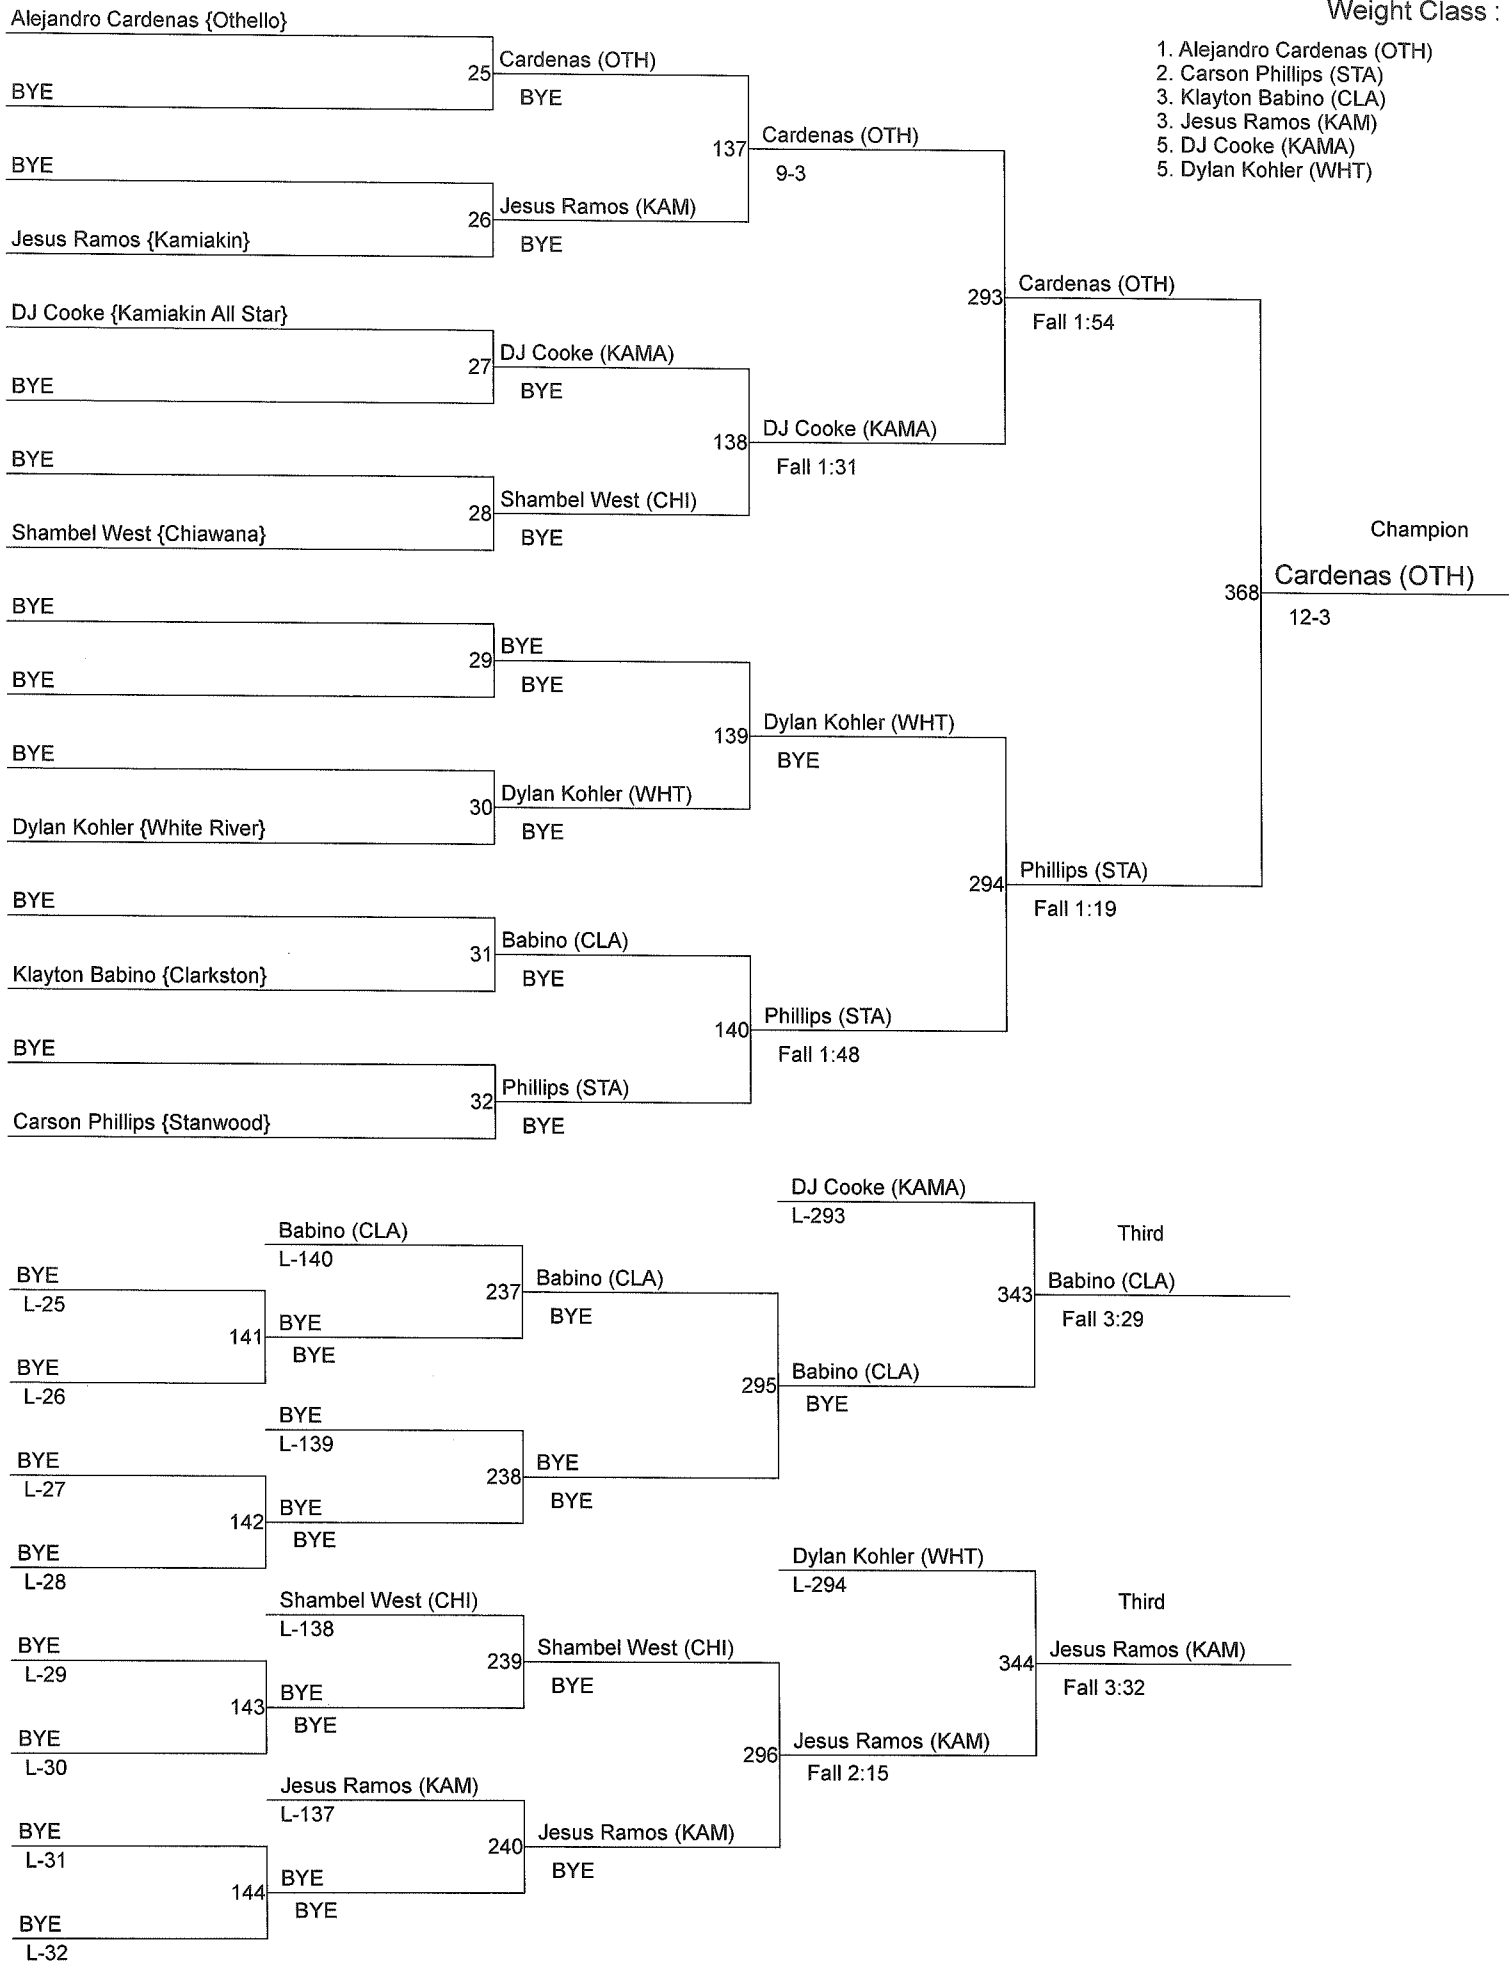 Weight Class :
1. Alejandro Cardenas (OTH)
2. Carson Phillips (STA)
3. Klayton Babino (CLA)
3. Jesus Ramos (KAM)
5. DJ Cooke (KAMA)
5. Dylan Kohler (WHT)
Alejandro Cardenas {Othello}
25
Cardenas (OTH)
BYE
BYE
137
Cardenas (OTH)
9-3
BYE
26
Jesus Ramos (KAM)
BYE
Jesus Ramos {Kamiakin}
293
Cardenas (OTH)
Fall 1:54
DJ Cooke {Kamiakin All Star}
27
DJ Cooke (KAMA)
BYE
BYE
138
DJ Cooke (KAMA)
Fall 1:31
BYE
28
Shambel West (CHI)
BYE
Shambel West {Chiawana}
Champion
368
Cardenas (OTH)
12-3
BYE
29
BYE
BYE
BYE
139
Dylan Kohler (WHT)
BYE
BYE
30
Dylan Kohler (WHT)
BYE
Dylan Kohler {White River}
294
Phillips (STA)
Fall 1:19
BYE
31
Babino (CLA)
BYE
Klayton Babino {Clarkston}
140
Phillips (STA)
Fall 1:48
BYE
32
Phillips (STA)
BYE
Carson Phillips {Stanwood}
DJ Cooke (KAMA)
L-293
Third
Babino (CLA)
L-140
343
Babino (CLA)
Fall 3:29
BYE
L-25
237
Babino (CLA)
BYE
141
BYE
BYE
BYE
L-26
295
Babino (CLA)
BYE
BYE
L-139
BYE
L-27
238
BYE
BYE
142
BYE
BYE
BYE
L-28
Dylan Kohler (WHT)
L-294
Third
Shambel West (CHI)
L-138
344
Jesus Ramos (KAM)
Fall 3:32
BYE
L-29
239
Shambel West (CHI)
BYE
143
BYE
BYE
BYE
L-30
296
Jesus Ramos (KAM)
Fall 2:15
Jesus Ramos (KAM)
L-137
BYE
L-31
240
Jesus Ramos (KAM)
BYE
144
BYE
BYE
BYE
L-32